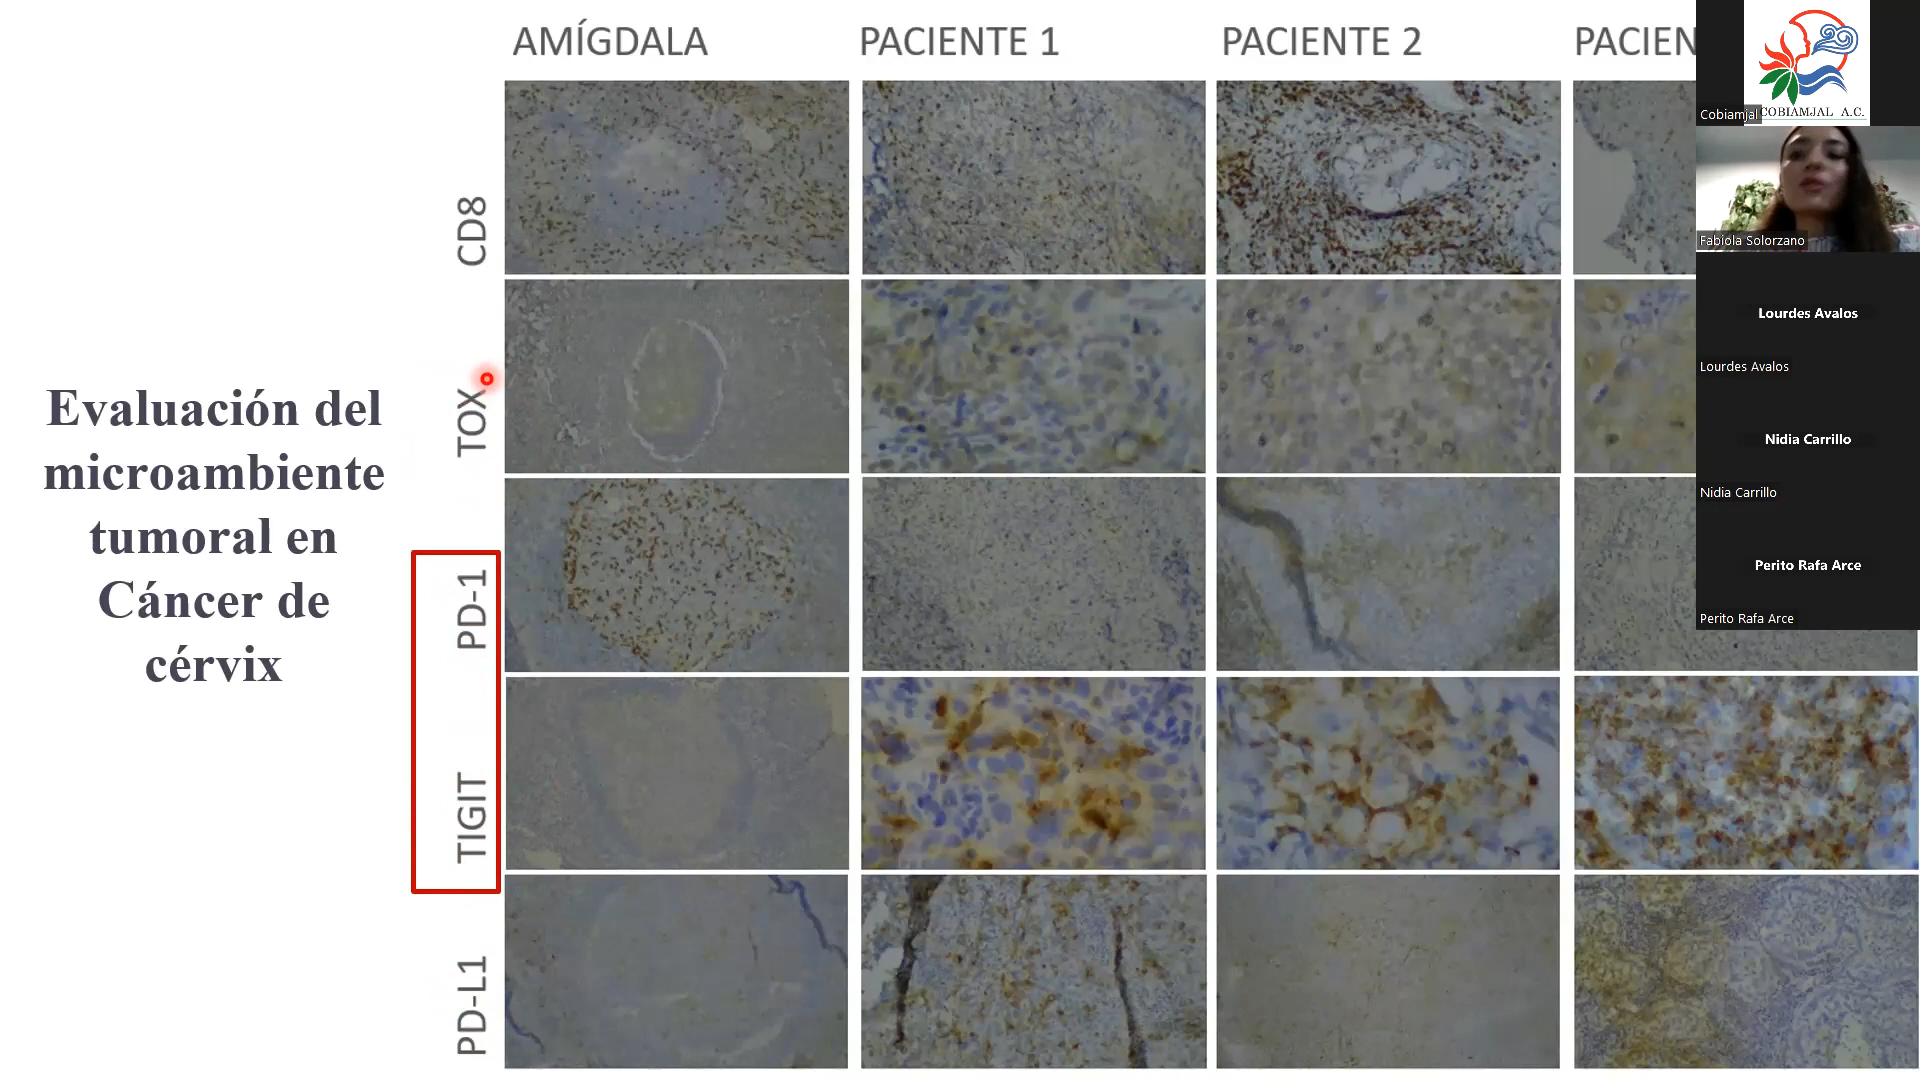 AMÍGDALA
PACIENTE 1
PACIENTE 2
PACIEN
CD8
TOX
PD-1
TIGIT
PD-L1
Evaluación del
microambiente
tumoral en
Cáncer de
cérvix
COBIAMJAL A.C.
Cobiamjal
Fabiola Solorzano
Lourdes Avalos
Lourdes Avalos
Nidia Carrillo
Nidia Carrillo
Perito Rafa Arce
Perito Rafa Arce